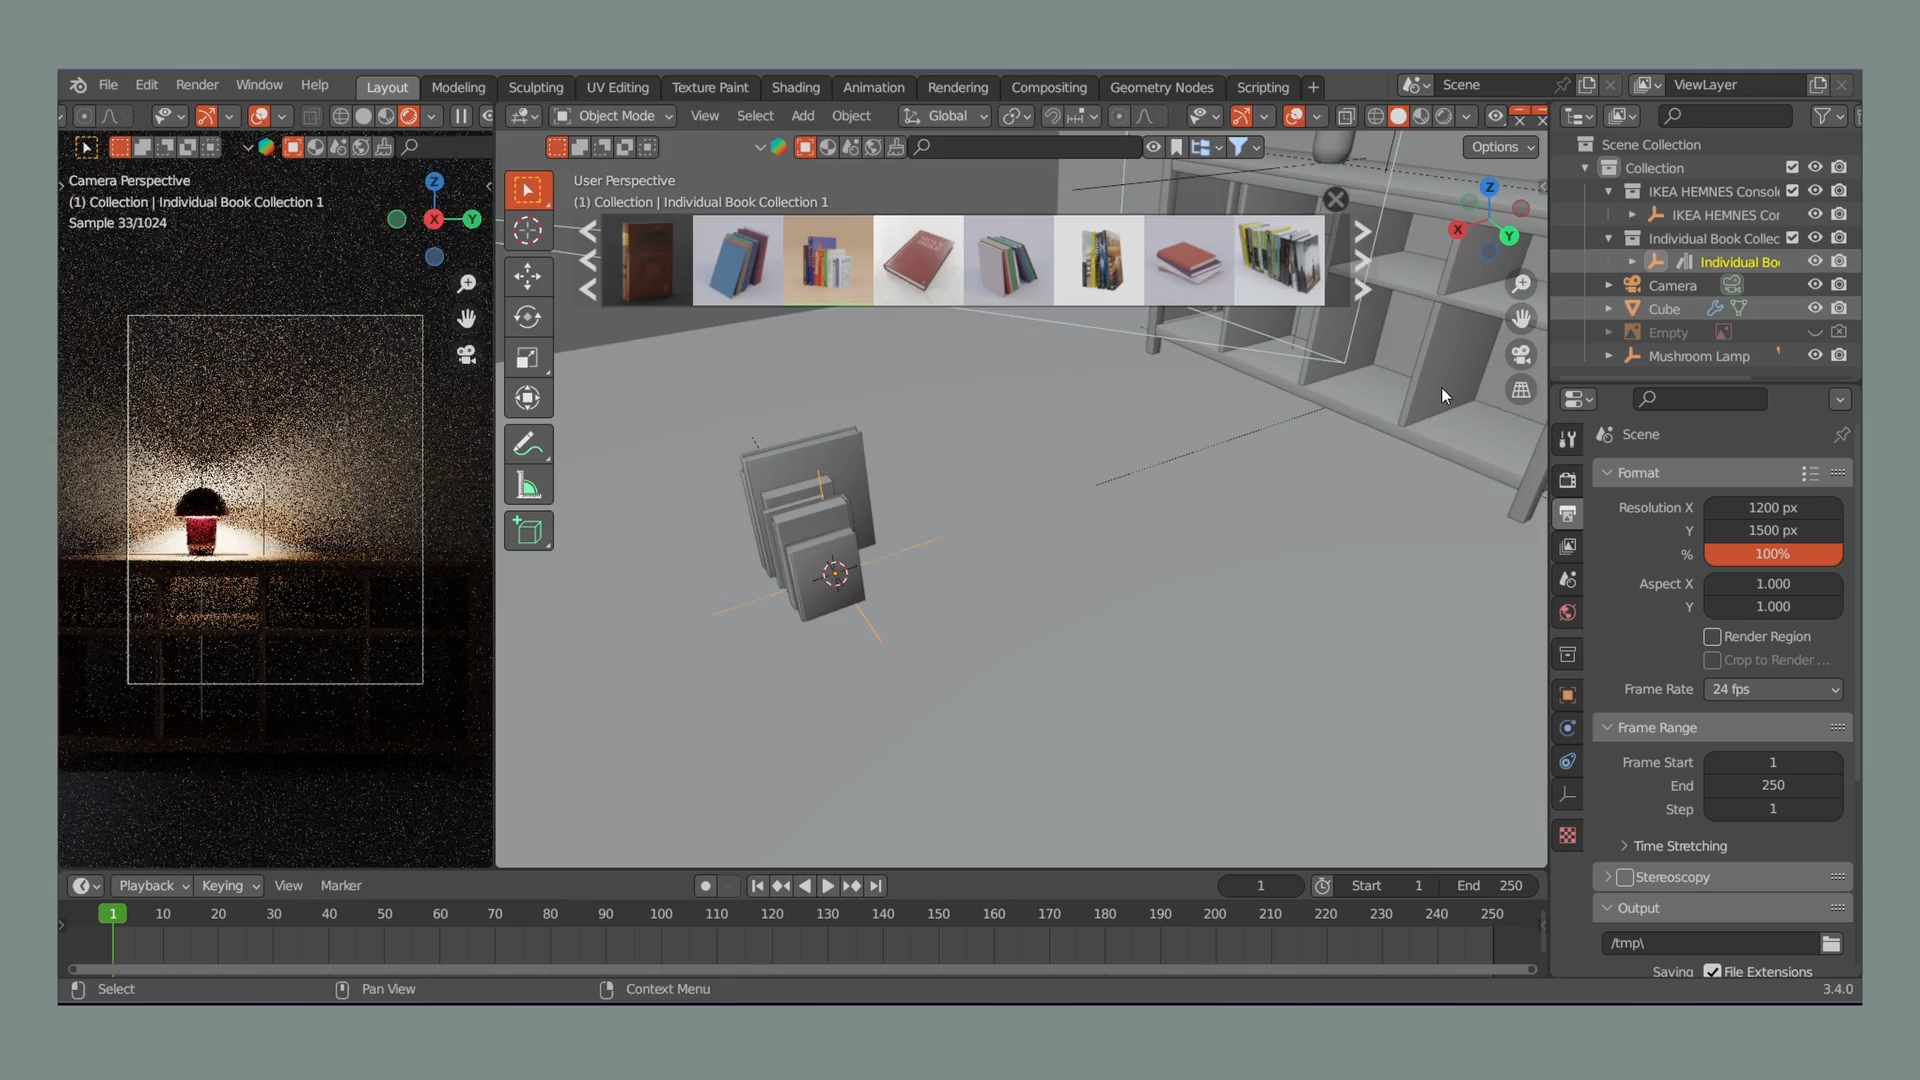 File Edit Render Window Help Layout Modeling Sculpting UV Editing Texture Paint Shading Animation Rendering Compositing Geometry Nodes Scripting + Scene ViewLayer
Object Mode View Select Add Object Global
Options
Camera Perspective
(1) Collection | Individual Book Collection 1
Sample 33/1024
Z
X
Y
User Perspective
(1) Collection | Individual Book Collection 1
Z
X
Y
Scene Collection
Collection
IKEA HEMNES Consol
IKEA HEMNES Cor
Individual Book Collec
Individual Bo
Camera
Cube
Empty
Mushroom Lamp
Scene
Format
Resolution X 1200 px
Y 1500 px
% 100%
Aspect X 1.000
Y 1.000
Render Region
Crop to Render ...
Frame Rate 24 fps
Frame Range
Frame Start 1
End 250
Step 1
Time Stretching
Stereoscopy
Output
/tmp\
Saving File Extensions
Playback Keying View Marker 1 Start 1 End 250
1 10 20 30 40 50 60 70 80 90 100 110 120 130 140 150 160 170 180 190 200 210 220 230 240 250
Select Pan View Context Menu 3.4.0